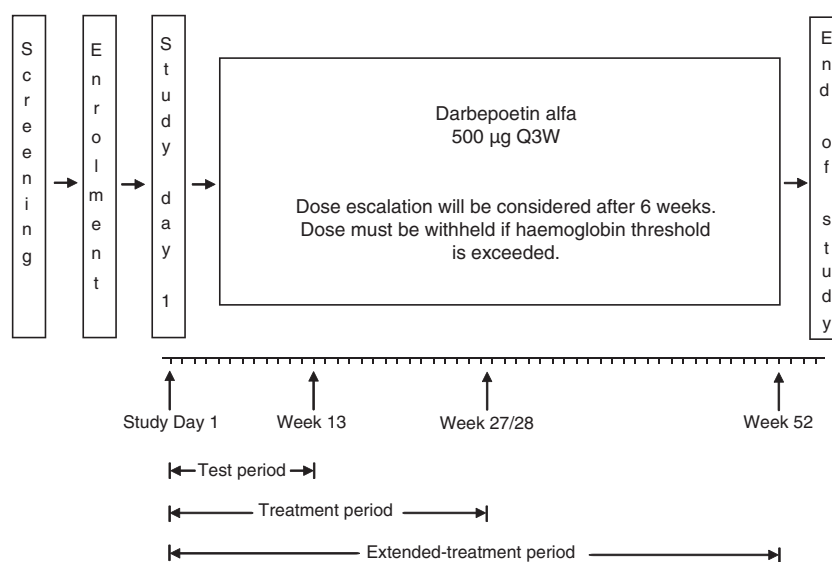 Screening
Enrolment
Study day 1
Darbepoetin alfa
500 µg Q3W
Dose escalation will be considered after 6 weeks.
Dose must be withheld if haemoglobin threshold
is exceeded.
End of study
Study Day 1
Week 13
Week 27/28
Week 52
Test period
Treatment period
Extended-treatment period